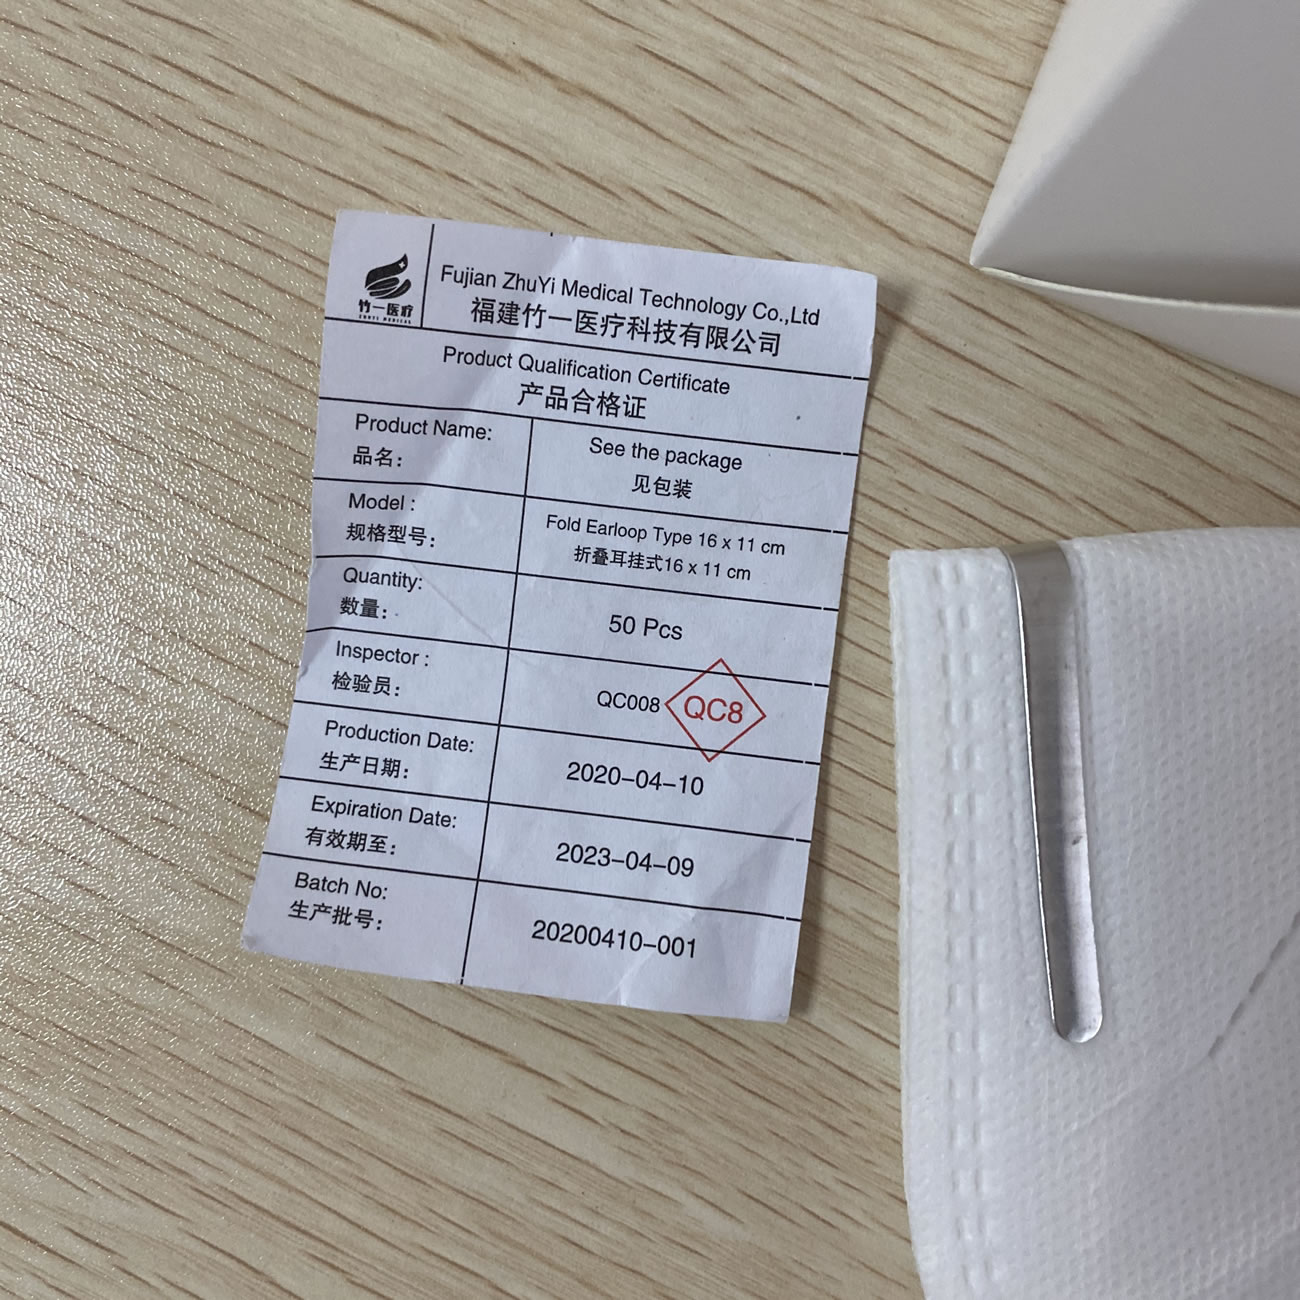 竹一医疗
ZHUYI MEDICAL
Fujian ZhuYi Medical Technology Co.,Ltd
福建竹一医疗科技有限公司
Product Qualification Certificate
产品合格证
Product Name:
品名：
See the package
见包装
Model :
规格型号：
Fold Earloop Type 16 x 11 cm
折叠耳挂式16 x 11 cm
Quantity:
数量：
50 Pcs
Inspector :
检验员：
QC008
QC8
Production Date:
生产日期：
2020-04-10
Expiration Date:
有效期至：
2023-04-09
Batch No:
生产批号：
20200410-001